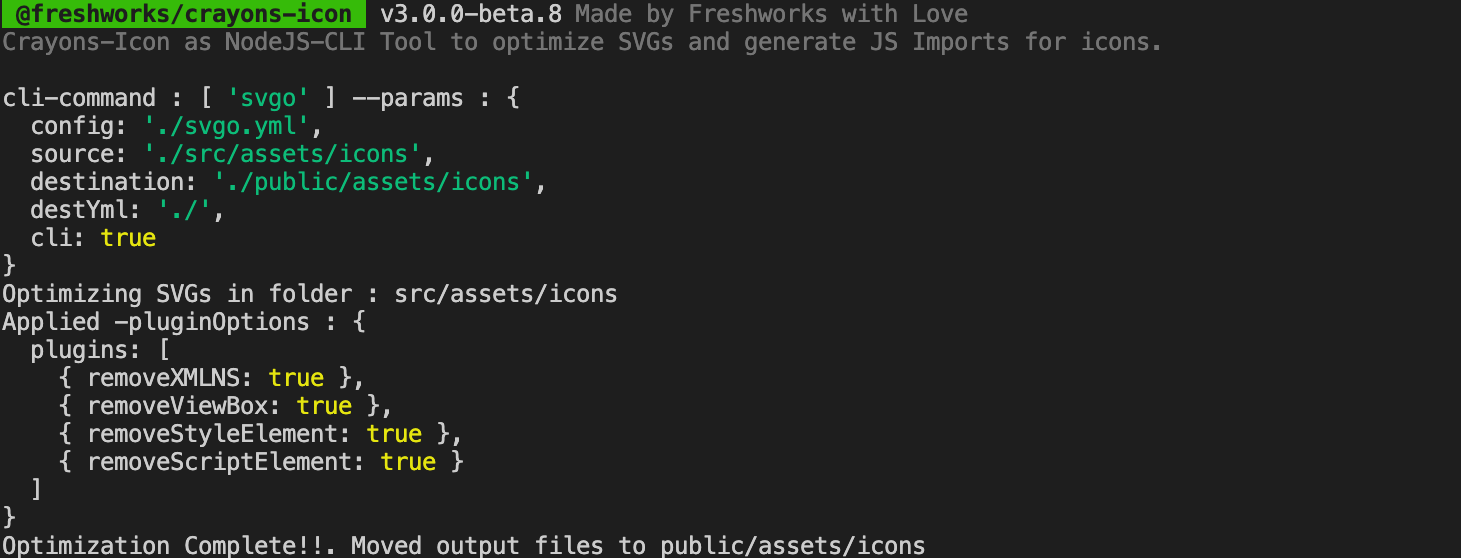 @freshworks/crayons-icon v3.0.0-beta.8 Made by Freshworks with Love
Crayons-Icon as NodeJS-CLI Tool to optimize SVGs and generate JS Imports for icons.
cli-command : [ 'svgo' ] --params : {
  config: './svgo.yml',
  source: './src/assets/icons',
  destination: './public/assets/icons',
  destYml: './',
  cli: true
}
Optimizing SVGs in folder : src/assets/icons
Applied -pluginOptions : {
  plugins: [
    { removeXMLNS: true },
    { removeViewBox: true },
    { removeStyleElement: true },
    { removeScriptElement: true }
  ]
}
Optimization Complete!!. Moved output files to public/assets/icons